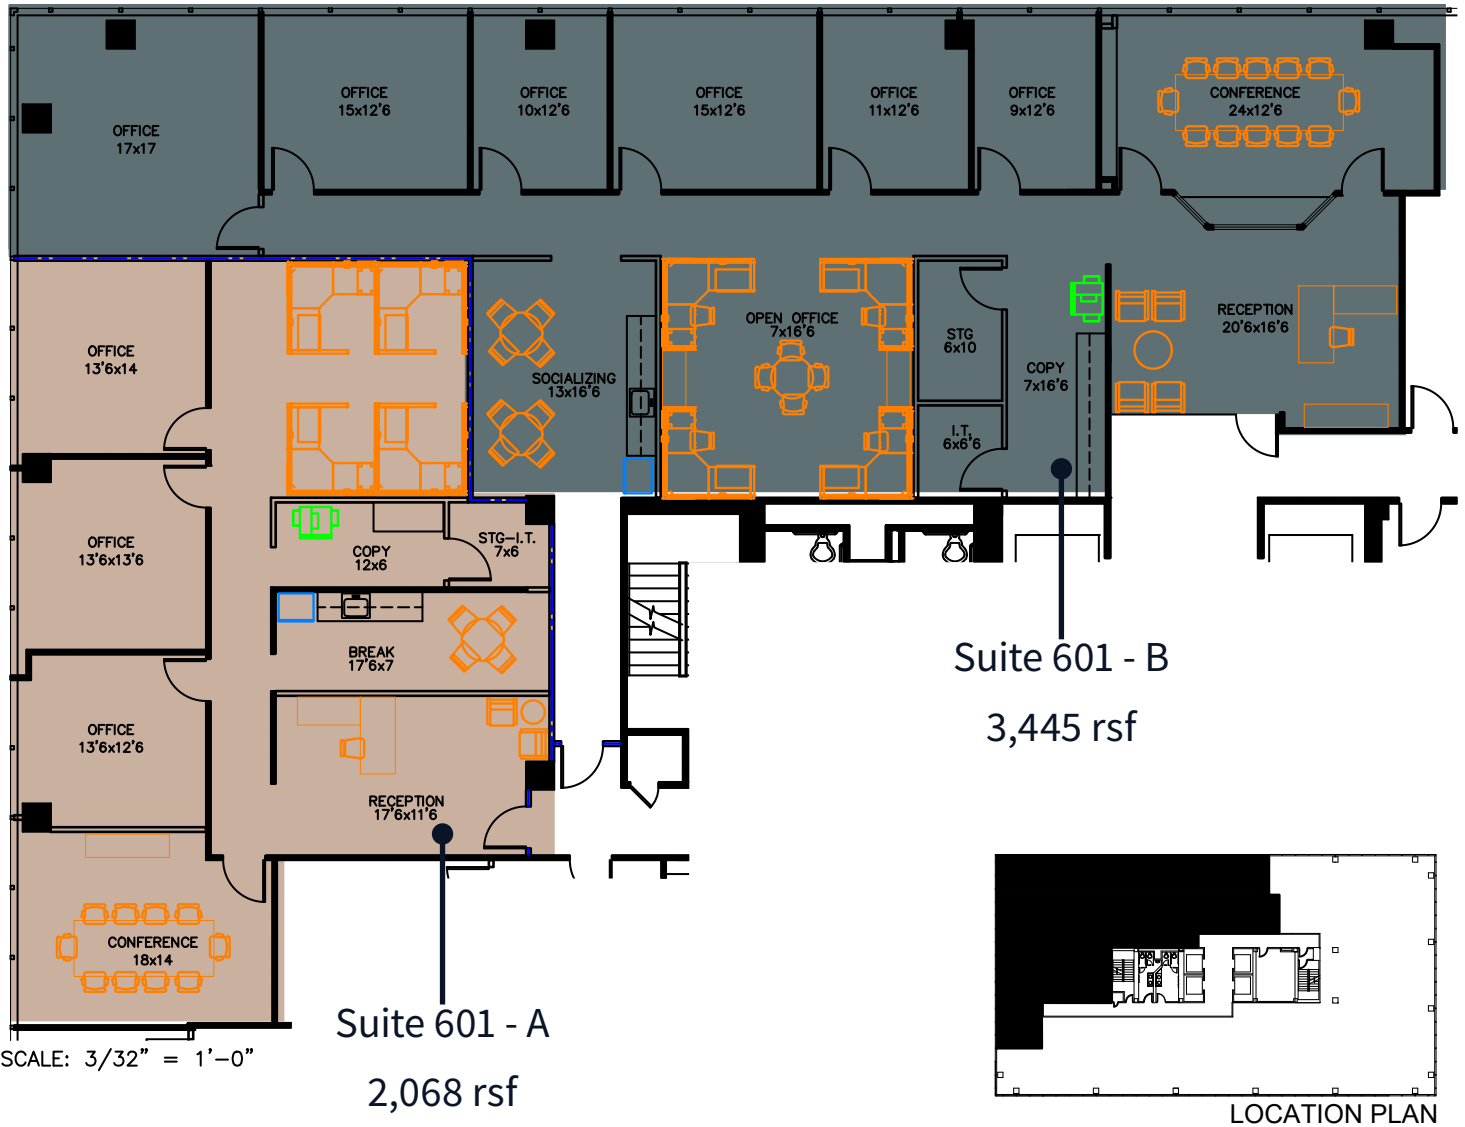 OFFICE
17x17
OFFICE
15x12'6
OFFICE
10x12'6
OFFICE
15x12'6
OFFICE
11x12'6
OFFICE
9x12'6
CONFERENCE
24x12'6
OFFICE
13'6x14
SOCIALIZING
13x16'6
OPEN OFFICE
7x16'6
STG
6x10
I.T.
6x6'6
COPY
7x16'6
RECEPTION
20'6x16'6
OFFICE
13'6x13'6
COPY
12x6
STG-I.T.
7x6
BREAK
17'6x7
OFFICE
13'6x12'6
RECEPTION
17'6x11'6
CONFERENCE
18x14
Suite 601 - B
3,445 rsf
Suite 601 - A
2,068 rsf
SCALE: 3/32" = 1'-0"
LOCATION PLAN